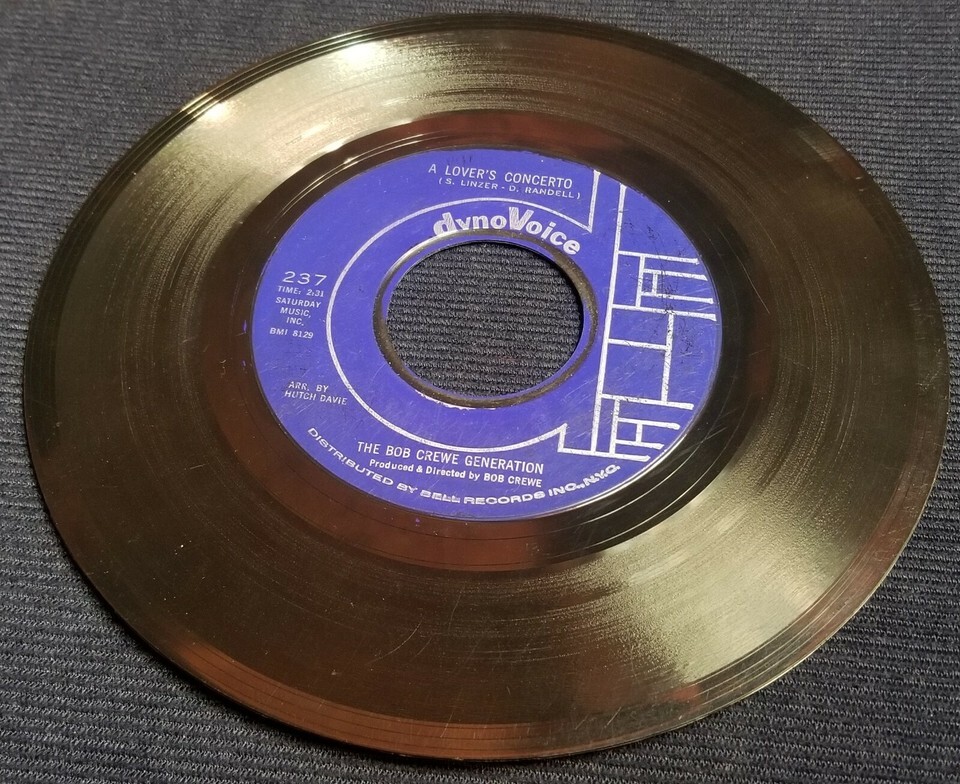 A LOVER'S CONCERTO
(S. LINZER - D. RANDELL)
dynoVoice
237
TIME: 2:31
SATURDAY
MUSIC,
INC.
BMI 8129
ARR. BY
HUTCH DAVIE
THE BOB CREWE GENERATION
Produced & Directed by BOB CREWE
DISTRIBUTED BY BELL RECORDS INC., N.Y.C.